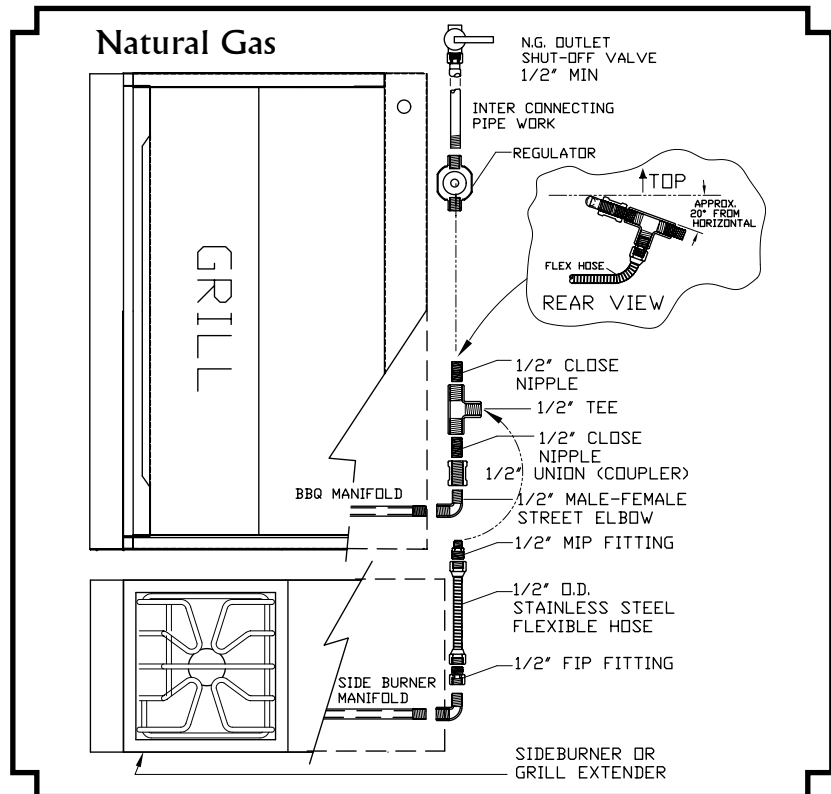 Natural Gas
N.G. OUTLET
SHUT-OFF VALVE
1/2" MIN
INTER CONNECTING
PIPE WORK
REGULATOR
TOP
APPROX.
20° FROM
HORIZONTAL
FLEX HOSE
REAR VIEW
GRILL
1/2" CLOSE
NIPPLE
1/2" TEE
1/2" CLOSE
NIPPLE
1/2" UNION (COUPLER)
BBQ MANIFOLD
1/2" MALE-FEMALE
STREET ELBOW
1/2" MIP FITTING
1/2" O.D.
STAINLESS STEEL
FLEXIBLE HOSE
1/2" FIP FITTING
SIDE BURNER
MANIFOLD
SIDEBURNER OR
GRILL EXTENDER